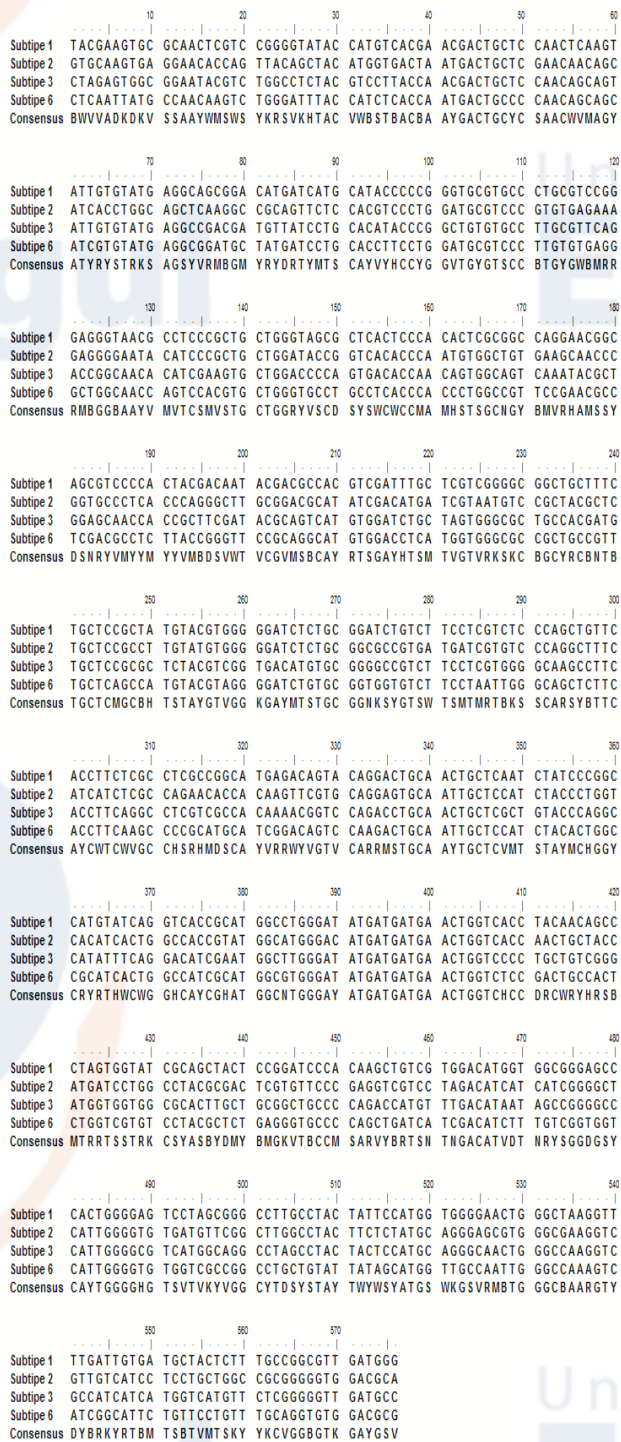 10 20 30 40 50 60
Subtipe 1 TACGAAGTGC GCAACTCGTC CGGGGTATAC CATGTCACGA ACGACTGCTC CAACTCAAGT
Subtipe 2 GTGCAAGTGA GGAACACCAG TTACAGCTAC ATGGTGACTA ATGACTGCTC GAACAACAGC
Subtipe 3 CTAGAGTGGC GGAATACGTC TGGCCTCTAC GTCCTTACCA ACGACTGCTC CAACAGCAGT
Subtipe 6 CTCAATTATG CCAACAAGTC TGGGATTTAC CATCTCACCA ATGACTGCCC CAACAGCAGC
Consensus BWVVADKDKV SSAAYWMSWS YKRSVKHTAC VWBSTBACBA AYGACTGCYC SAACWVMAGY
70 80 90 100 110 120
Subtipe 1 ATTGTGTATG AGGCAGCGGA CATGATCATG CATACCCCCG GGTGCGTGCC CTGCGTCCGG
Subtipe 2 ATCACCTGGC AGCTCAAGGC CGCAGTTCTC CACGTCCCTG GATGCGTCCC GTGTGAGAAA
Subtipe 3 ATTGTGTATG AGGCCGACGA TGTTATCCTG CACATACCCG GCTGTGTGCC TTGCGTTCAG
Subtipe 6 ATCGTGTATG AGGCGGATGC TATGATCCTG CACCTTCCTG GATGCGTCCC TTGTGTGAGG
Consensus ATYRYSTRKS AGSYVRMBGM YRYDRTYMTS CAYVYHCCYG GVTGYGTSCC BTGYGWBMRR
130 140 150 160 170 180
Subtipe 1 GAGGGTAACG CCTCCCGCTG CTGGGTAGCG CTCACTCCCA CACTCGCGGC CAGGAACGGC
Subtipe 2 GAGGGGAATA CATCCCGCTG CTGGATACCG GTCACACCCA ATGTGGCTGT GAAGCAACCC
Subtipe 3 ACCGGCAACA CATCGAAGTG CTGGACCCCA GTGACACCAA CAGTGGCAGT CAAATACGCT
Subtipe 6 GCTGGCAACC AGTCCACGTG CTGGGTGCCT GCCTCACCCA CCCTGGCCGT TCCGAACGCC
Consensus RMBGGBAAYV MVTCSMVSTG CTGGRYVSCD SYSWCWCCMA MHSTSGCNGY BMVRHAMSSY
190 200 210 220 230 240
Subtipe 1 AGCGTCCCCA CTACGACAAT ACGACGCCAC GTCGATTTGC TCGTCGGGGC GGCTGCTTTC
Subtipe 2 GGTGCCCTCA CCCAGGGCTT GCGGACGCAT ATCGACATGA TCGTAATGTC CGCTACGCTC
Subtipe 3 GGAGCAACCA CCGCTTCGAT ACGCAGTCAT GTGGATCTGC TAGTGGGCGC TGCCACGATG
Subtipe 6 TCGACGCCTC TTACCGGGTT CCGCAGGCAT GTGGACCTCA TGGTGGGCGC CGCTGCCGTT
Consensus DSNRYVMYYM YYVMBDSVWT VCGVMSBCAY RTSGAYHTSM TVGTVRKSKC BGCYRCBNTB
250 260 270 280 290 300
Subtipe 1 TGCTCCGCTA TGTACGTGGG GGATCTCTGC GGATCTGTCT TCCTCGTCTC CCAGCTGTTC
Subtipe 2 TGCTCCGCCT TGTATGTGGG GGATCTCTGC GGCGCCGTGA TGATCGTGTC CCAGGCTTTC
Subtipe 3 TGCTCCGCGC TCTACGTCGG TGACATGTGC GGGGCCGTCT TCCTCGTGGG GCAAGCCTTC
Subtipe 6 TGCTCAGCCA TGTACGTAGG GGATCTGTGC GGTGGTGTCT TCCTAATTGG GCAGCTCTTC
Consensus TGCTCMGCBH TSTAYGTVGG KGAYMTSTGC GGNKSYGTSW TSMTMRTBKS SCARSYBTTC
310 320 330 340 350 360
Subtipe 1 ACCTTCTCGC CTCGCCGGCA TGAGACAGTA CAGGACTGCA ACTGCTCAAT CTATCCCGGC
Subtipe 2 ATCATCTCGC CAGAACACCA CAAGTTCGTG CAGGAGTGCA ATTGCTCCAT CTACCCTGGT
Subtipe 3 ACCTTCAGGC CTCGTCGCCA CAAAACGGTC CAGACCTGCA ACTGCTCGCT GTACCCAGGC
Subtipe 6 ACCTTCAAGC CCCGCATGCA TCGGACAGTC CAAGACTGCA ATTGCTCCAT CTACACTGGC
Consensus AYCWTCWVGC CHSRHMDSCA YVRRWYVGTV CARRMSTGCA AYTGCTCVMT STAYMCHGGY
370 380 390 400 410 420
Subtipe 1 CATGTATCAG GTCACCGCAT GGCCTGGGAT ATGATGATGA ACTGGTCACC TACAACAGCC
Subtipe 2 CACATCACTG GCCACCGTAT GGCATGGGAC ATGATGATGA ACTGGTCACC AACTGCTACC
Subtipe 3 CATATTTCAG GACATCGAAT GGCTTGGGAT ATGATGATGA ACTGGTCCCC TGCTGTCGGG
Subtipe 6 CGCATCACTG GCCATCGCAT GGCGTGGGAT ATGATGATGA ACTGGTCTCC GACTGCCACT
Consensus CRYRTHWCWG GHCAYCGHAT GGCNTGGGAY ATGATGATGA ACTGGTCHCC DRCWRYHRSB
430 440 450 460 470 480
Subtipe 1 CTAGTGGTAT CGCAGCTACT CCGGATCCCA CAAGCTGTCG TGGACATGGT GGCGGGAGCC
Subtipe 2 ATGATCCTGG CCTACGCGAC TCGTGTTCCC GAGGTCGTCC TAGACATCAT CATCGGGGCT
Subtipe 3 ATGGTGGTGG CGCACTTGCT GCGGCTGCCC CAGACCATGT TTGACATAAT AGCCGGGGCC
Subtipe 6 CTGGTCGTGT CCTACGCTCT GAGGGTGCCC CAGCTGATCA TCGACATCTT TGTCGGTGGT
Consensus MTRRTSSTRK CSYASBYDMY BMGKVTBCCM SARVYBRTSN TNGACATVDT NRYSGGDGSY
490 500 510 520 530 540
Subtipe 1 CACTGGGGAG TCCTAGCGGG CCTTGCCTAC TATTCCATGG TGGGGAACTG GGCTAAGGTT
Subtipe 2 CATTGGGGTG TGATGTTCGG CTTGGCCTAC TTCTCTATGC AGGGAGCGTG GGCGAAGGTC
Subtipe 3 CATTGGGGCG TCATGGCAGG CCTAGCCTAC TACTCCATGC AGGGCAACTG GGCCAAGGTC
Subtipe 6 CATTGGGGTG TGGTCGCCGG CCTGCTGTAT TATAGCATGG TTGCCAATTG GGCCAAAGTC
Consensus CAYTGGGGHG TSVTVKYVGG CYTDSYSTAY TWYWSYATGS WKGSVRMBTG GGCBAARGTY
550 560 570
Subtipe 1 TTGATTGTGA TGCTACTCTT TGCCGGCGTT GATGGG
Subtipe 2 GTTGTCATCC TCCTGCTGGC CGCGGGGGTG GACGCA
Subtipe 3 GCCATCATCA TGGTCATGTT CTCGGGGGTT GATGCC
Subtipe 6 ATCGGCATTC TGTTCCTGTT TGCAGGTGTG GACGCG
Consensus DYBRKYRTBM TSBTVMTSKY YKCVGGBGTK GAYGSV